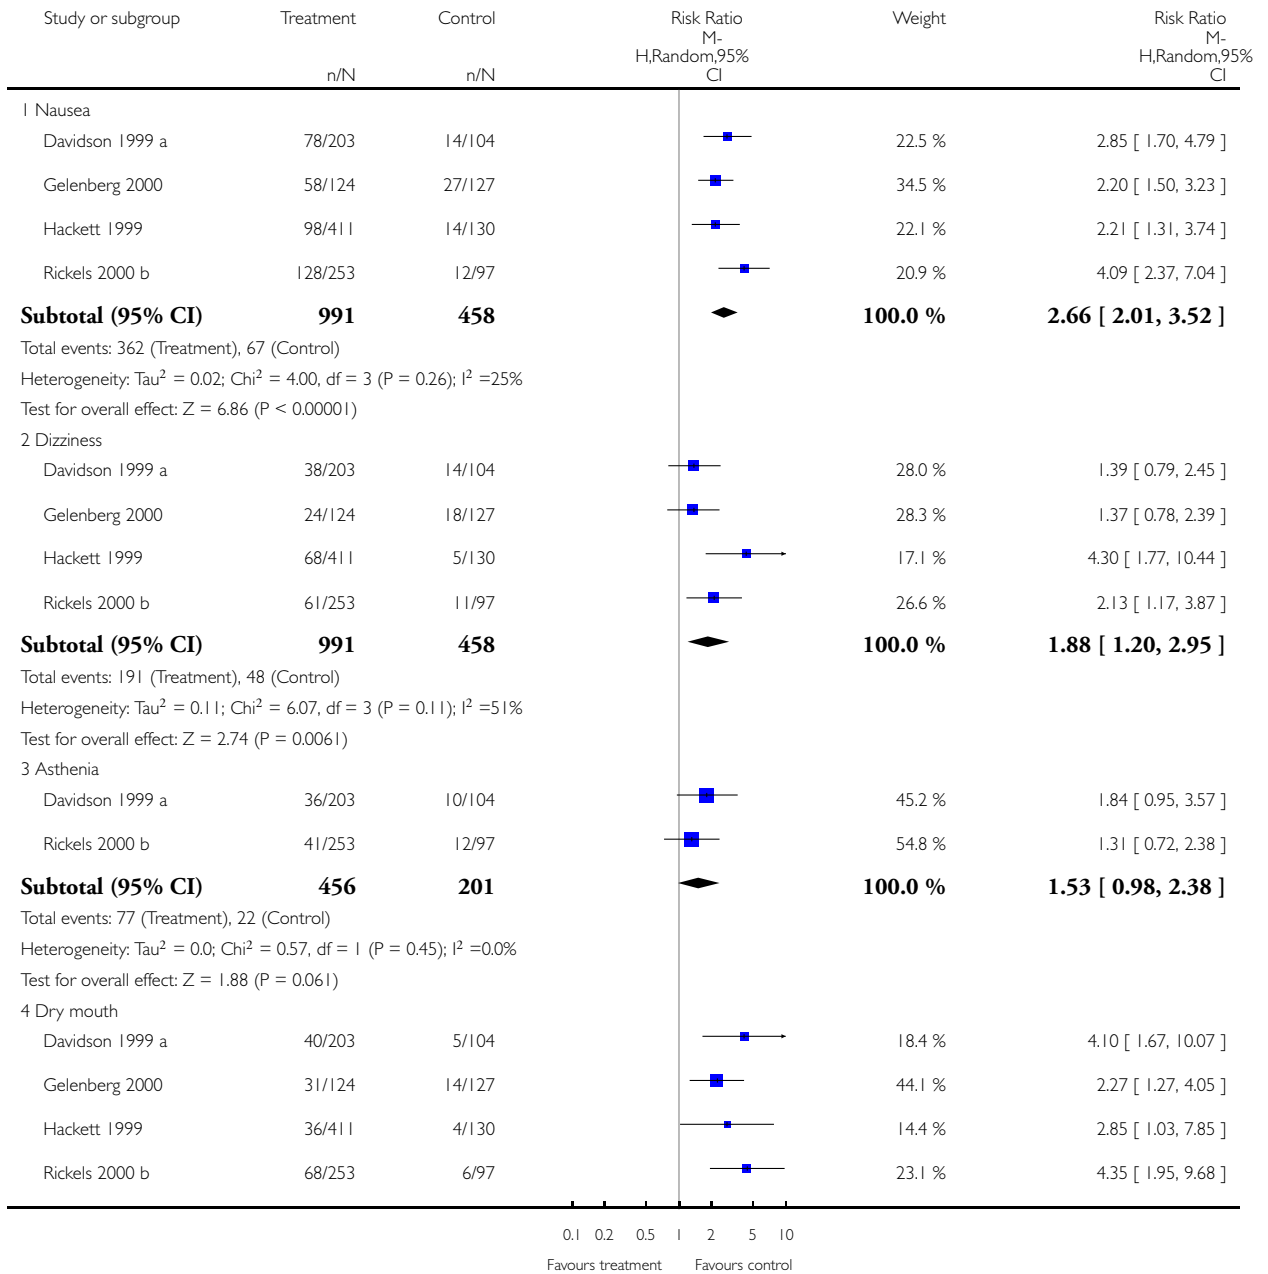 Study or subgroup Treatment Control Risk Ratio Weight Risk Ratio
M- M-
H,Random,95% H,Random,95%
n/N n/N CI CI
1 Nausea
Davidson 1999 a 78/203 14/104 22.5 % 2.85 [ 1.70, 4.79 ]
Gelenberg 2000 58/124 27/127 34.5 % 2.20 [ 1.50, 3.23 ]
Hackett 1999 98/411 14/130 22.1 % 2.21 [ 1.31, 3.74 ]
Rickels 2000 b 128/253 12/97 20.9 % 4.09 [ 2.37, 7.04 ]
Subtotal (95% CI) 991 458 100.0 % 2.66 [ 2.01, 3.52 ]
Total events: 362 (Treatment), 67 (Control)
Heterogeneity: Tau² = 0.02; Chi² = 4.00, df = 3 (P = 0.26); I² =25%
Test for overall effect: Z = 6.86 (P < 0.00001)
2 Dizziness
Davidson 1999 a 38/203 14/104 28.0 % 1.39 [ 0.79, 2.45 ]
Gelenberg 2000 24/124 18/127 28.3 % 1.37 [ 0.78, 2.39 ]
Hackett 1999 68/411 5/130 17.1 % 4.30 [ 1.77, 10.44 ]
Rickels 2000 b 61/253 11/97 26.6 % 2.13 [ 1.17, 3.87 ]
Subtotal (95% CI) 991 458 100.0 % 1.88 [ 1.20, 2.95 ]
Total events: 191 (Treatment), 48 (Control)
Heterogeneity: Tau² = 0.11; Chi² = 6.07, df = 3 (P = 0.11); I² =51%
Test for overall effect: Z = 2.74 (P = 0.0061)
3 Asthenia
Davidson 1999 a 36/203 10/104 45.2 % 1.84 [ 0.95, 3.57 ]
Rickels 2000 b 41/253 12/97 54.8 % 1.31 [ 0.72, 2.38 ]
Subtotal (95% CI) 456 201 100.0 % 1.53 [ 0.98, 2.38 ]
Total events: 77 (Treatment), 22 (Control)
Heterogeneity: Tau² = 0.0; Chi² = 0.57, df = 1 (P = 0.45); I² =0.0%
Test for overall effect: Z = 1.88 (P = 0.061)
4 Dry mouth
Davidson 1999 a 40/203 5/104 18.4 % 4.10 [ 1.67, 10.07 ]
Gelenberg 2000 31/124 14/127 44.1 % 2.27 [ 1.27, 4.05 ]
Hackett 1999 36/411 4/130 14.4 % 2.85 [ 1.03, 7.85 ]
Rickels 2000 b 68/253 6/97 23.1 % 4.35 [ 1.95, 9.68 ]
0.1 0.2 0.5 1 2 5 10
Favours treatment Favours control